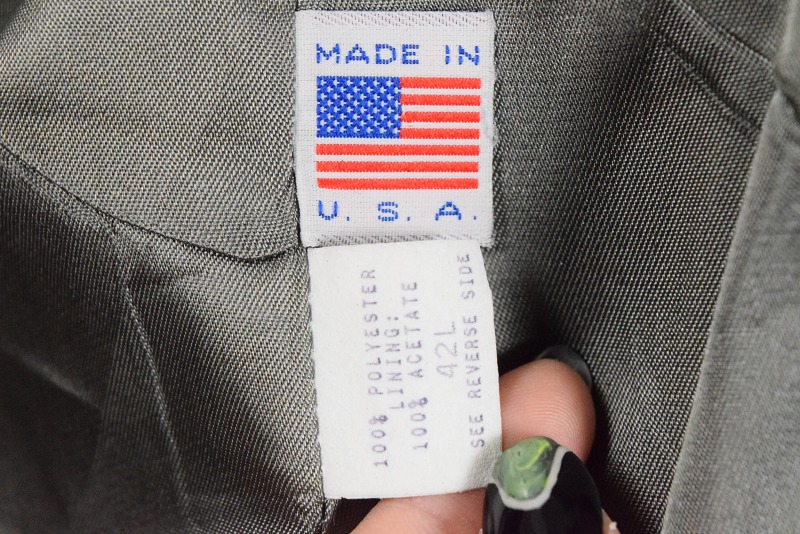 MADE IN
U. S. A.
100% POLYESTER
LINING:
100% ACETATE
42L
SEE REVERSE SIDE